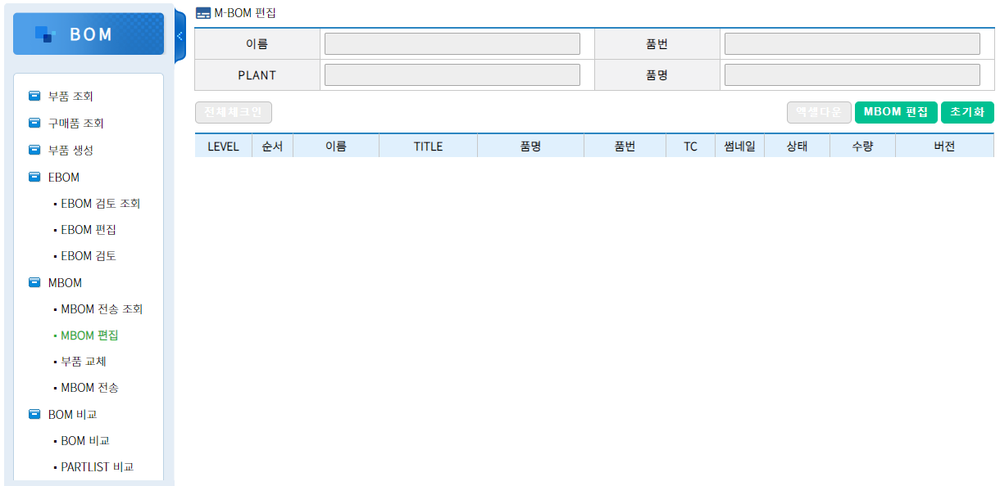 BOM
부품 조회
구매품 조회
부품 생성
EBOM
EBOM 검토 조회
EBOM 편집
EBOM 검토
MBOM
MBOM 전송 조회
MBOM 편집
부품 교체
MBOM 전송
BOM 비교
BOM 비교
PARTLIST 비교
M-BOM 편집
이름 품번
PLANT 품명
전체체크인 엑셀다운 MBOM 편집 초기화
LEVEL 순서 이름 TITLE 품명 품번 TC 썸네일 상태 수량 버전